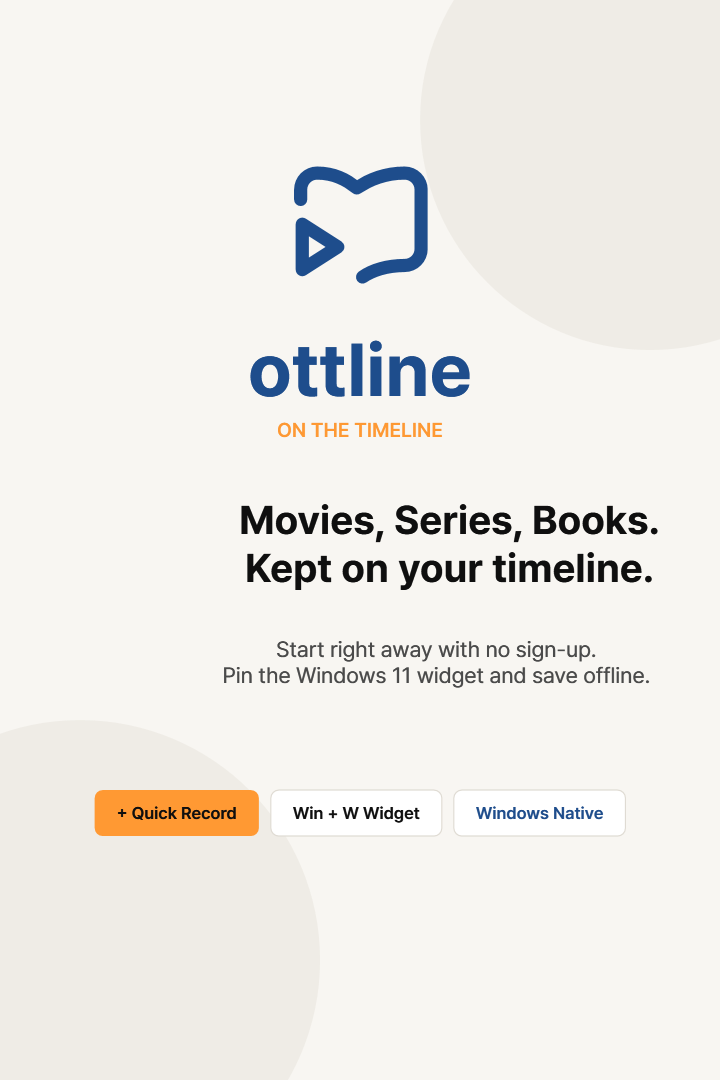 ottline
ON THE TIMELINE
Movies, Series, Books.
Kept on your timeline.
Start right away with no sign-up.
Pin the Windows 11 widget and save offline.
+ Quick Record
Win + W Widget
Windows Native